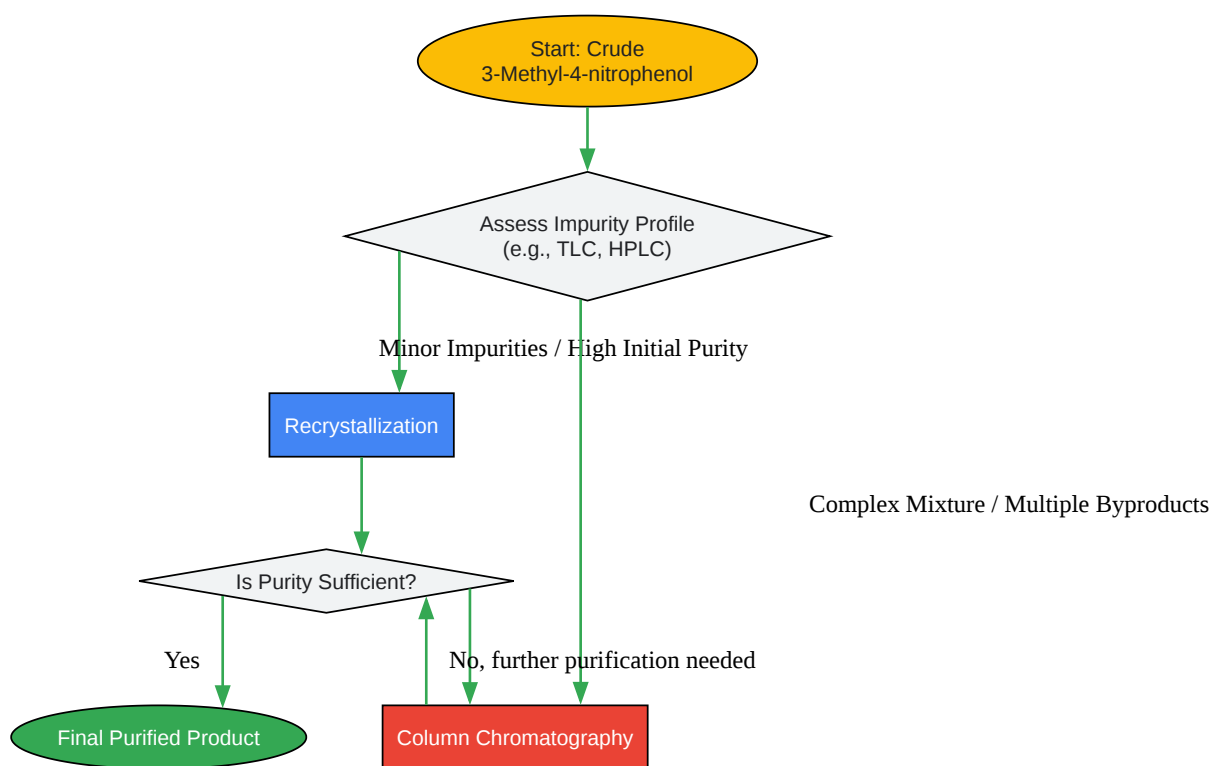 Start: Crude
3-Methyl-4-nitrophenol
Assess Impurity Profile
(e.g., TLC, HPLC)
Minor Impurities / High Initial Purity
Recrystallization
Complex Mixture / Multiple Byproducts
Is Purity Sufficient?
Yes
No, further purification needed
Final Purified Product
Column Chromatography